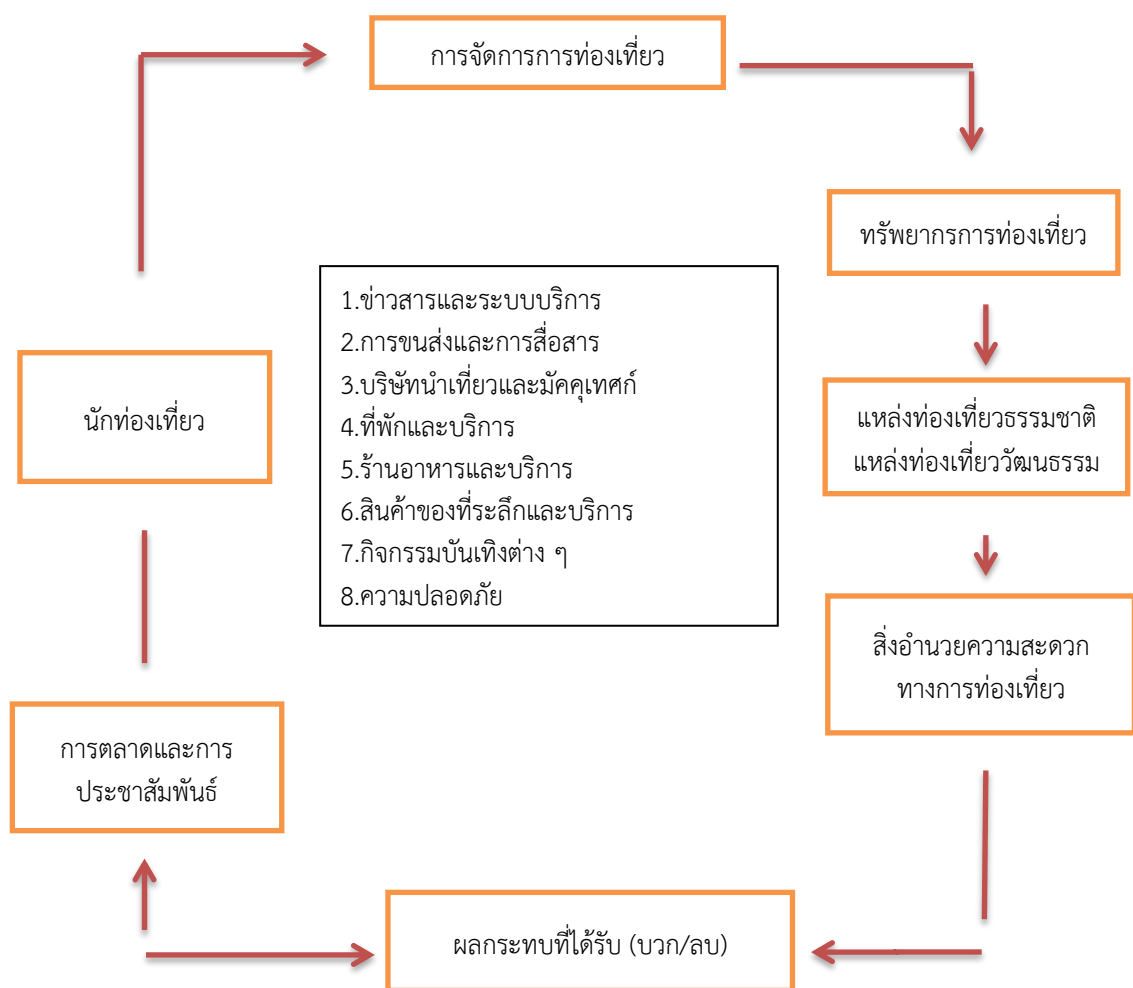 การจัดการการท่องเที่ยว
ทรัพยากรการท่องเที่ยว
1.ข่าวสารและระบบบริการ
2.การขนส่งและการสื่อสาร
3.บริษัทนำเที่ยวและมัคคุเทศก์
4.ที่พักและบริการ
5.ร้านอาหารและบริการ
6.สินค้าของที่ระลึกและบริการ
7.กิจกรรมบันเทิงต่าง ๆ
8.ความปลอดภัย
นักท่องเที่ยว
แหล่งท่องเที่ยวธรรมชาติ
แหล่งท่องเที่ยววัฒนธรรม
สิ่งอำนวยความสะดวก
ทางการท่องเที่ยว
การตลาดและการ
ประชาสัมพันธ์
ผลกระทบที่ได้รับ (บวก/ลบ)